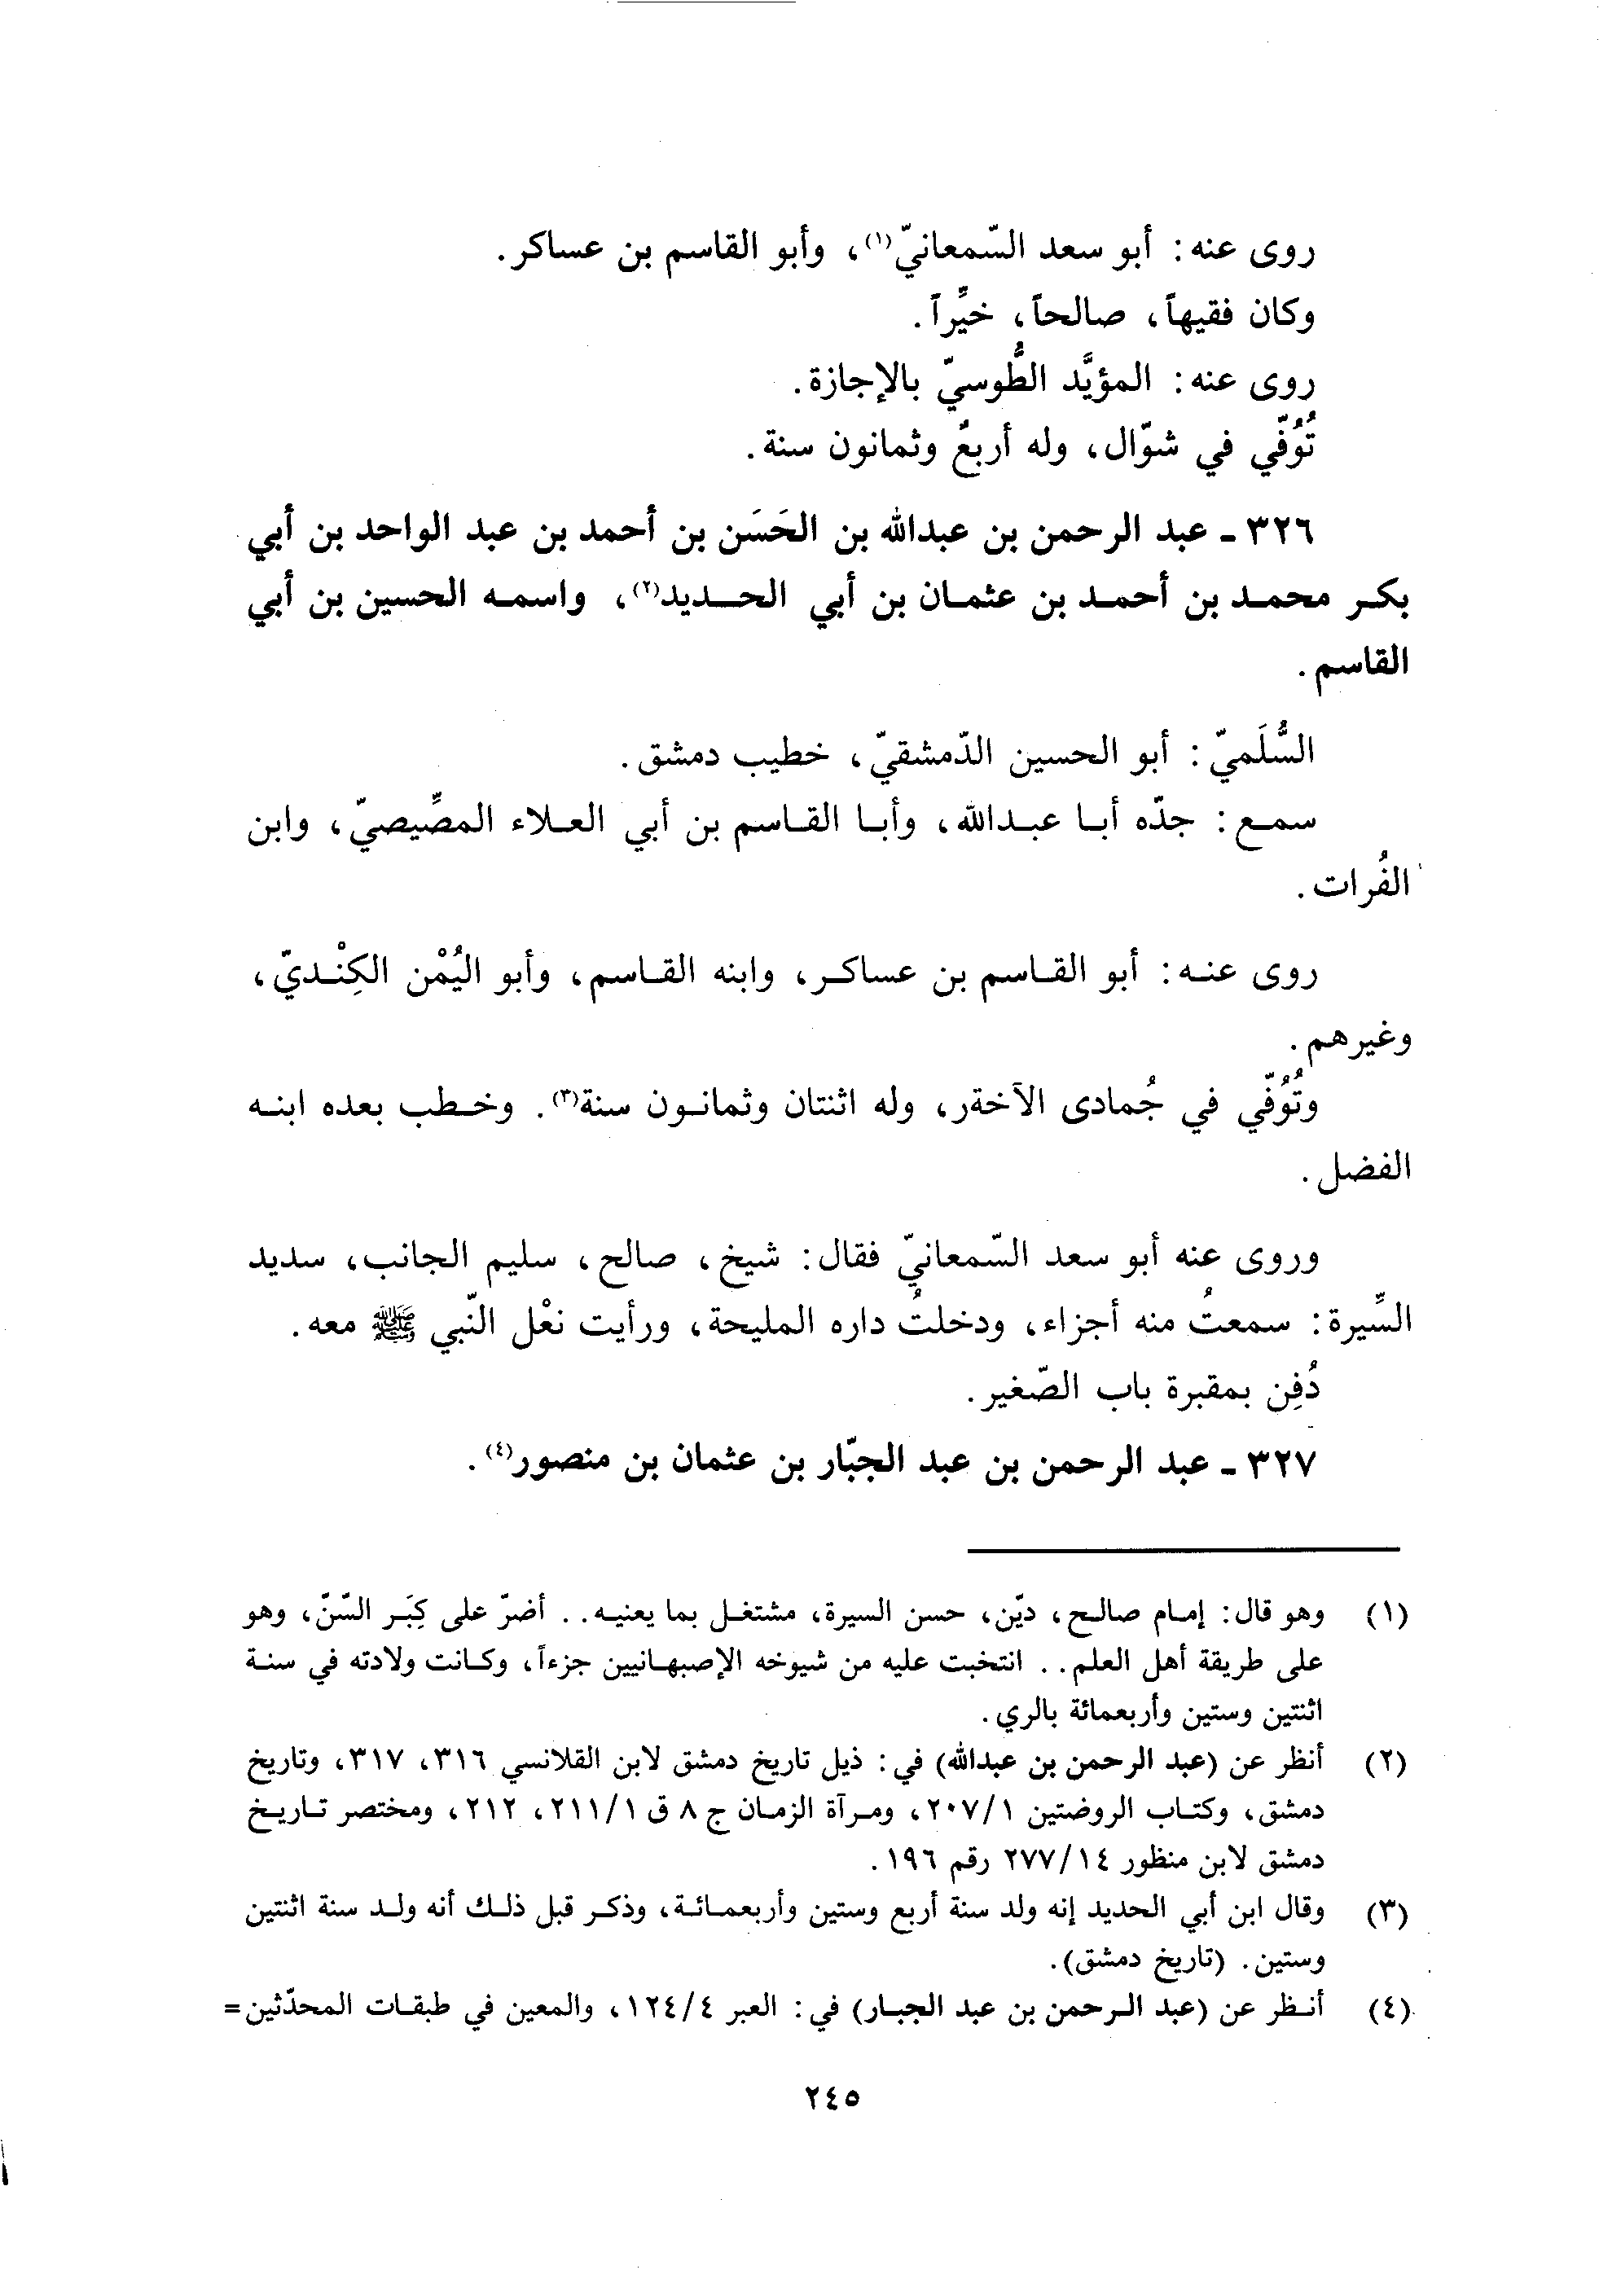 روى عنه: أبو سعد السّمعانيّ(١)، وأبو القاسم بن عساكر.
وكان فقيهاً، صالحاً، خيِّراً.
روى عنه: المؤيَّد الطُّوسيّ بالإجازة.
تُوُفّي في شوّال، وله أربعٌ وثمانون سنة.
٣٢٦ ـ عبد الرحمن بن عبدالله بن الحَسَن بن أحمد بن عبد الواحد بن أبي
بكر محمد بن أحمد بن عثمان بن أبي الحديد(٢)، واسمه الحسين بن أبي
القاسم.
السُّلَميّ: أبو الحسين الدّمشقيّ، خطيب دمشق.
سمع: جدّه أبا عبدالله، وأبا القاسم بن أبي العلاء المصِّيصيّ، وابن
الفُرات.
روى عنه: أبو القاسم بن عساكر، وابنه القاسم، وأبو اليُمْن الكِنْديّ،
وغيرهم.
وتُوُفّي في جُمادى الآخةر، وله اثنتان وثمانون سنة(٣). وخطب بعده ابنه
الفضل.
وروى عنه أبو سعد السّمعانيّ فقال: شيخ، صالح، سليم الجانب، سديد
السِّيرة: سمعتُ منه أجزاء، ودخلتُ داره المليحة، ورأيت نعْل النّبي ﷺ معه.
دُفِن بمقبرة باب الصّغير.
٣٢٧ ـ عبد الرحمن بن عبد الجبّار بن عثمان بن منصور(٤).
(١) وهو قال: إمام صالح، ديّن، حسن السيرة، مشتغل بما يعنيه.. أضرّ على كِبَر السّنّ، وهو
على طريقة أهل العلم.. انتخبت عليه من شيوخه الإصبهانيين جزءاً، وكانت ولادته في سنة
اثنتين وستين وأربعمائة بالري.
(٢) أنظر عن (عبد الرحمن بن عبدالله) في: ذيل تاريخ دمشق لابن القلانسي ٣١٦، ٣١٧، وتاريخ
دمشق، وكتاب الروضتين ٢٠٧/١، ومرآة الزمان ج ٨ ق ٢١١/١، ٢١٢، ومختصر تاريخ
دمشق لابن منظور ٢٧٧/١٤ رقم ١٩٦.
(٣) وقال ابن أبي الحديد إنه ولد سنة أربع وستين وأربعمائة، وذكر قبل ذلك أنه ولد سنة اثنتين
وستين. (تاريخ دمشق).
(٤) أنظر عن (عبد الرحمن بن عبد الجبار) في: العبر ١٢٤/٤، والمعين في طبقات المحدّثين=
٢٤٥